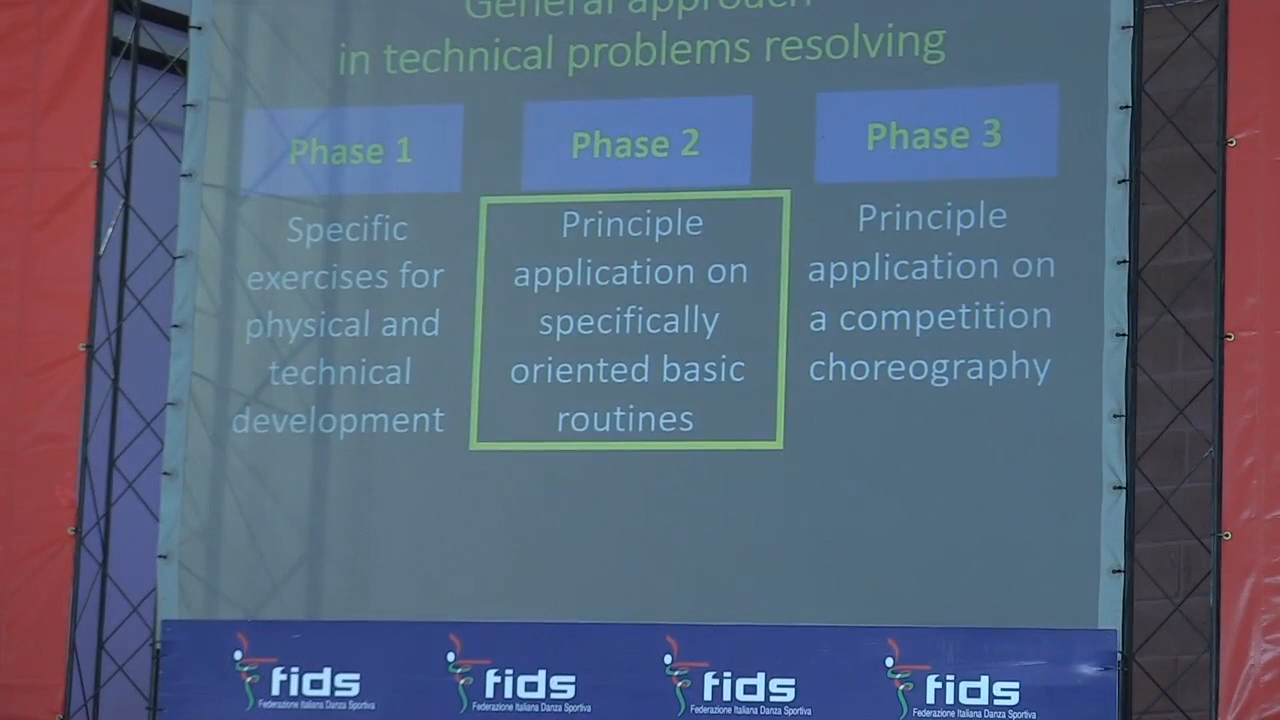 General approach
in technical problems resolving
Phase 1
Phase 2
Phase 3
Specific
exercises for
physical and
technical
development
Principle
application on
specifically
oriented basic
routines
Principle
application on
a competition
choreography
fids
Federazione Italiana Danza Sportiva
fids
Federazione Italiana Danza Sportiva
fids
Federazione Italiana Danza Sportiva
fids
Federazione Italiana Danza Sportiva